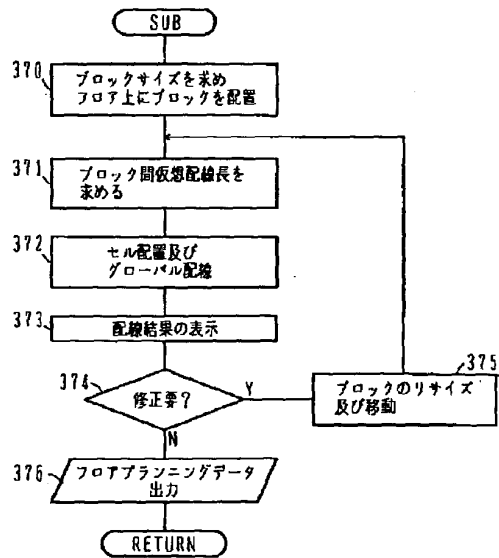 SUB
370
ブロックサイズを求め
フロア上にブロックを配置
371
ブロック間仮想配線長を
求める
372
セル配置及び
グローバル配線
373
配線結果の表示
374
修正要?
Y
375
ブロックのリサイズ
及び移動
N
376
フロアプランニングデータ
出力
RETURN